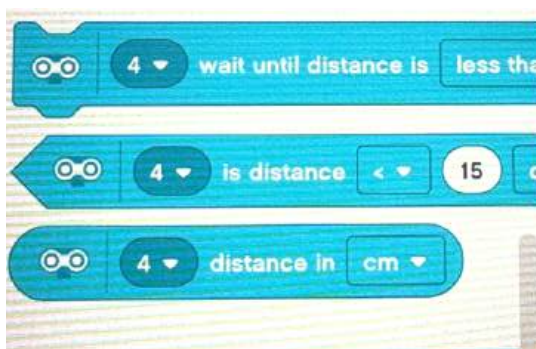 4 wait until distance is less tha
4 is distance < 15 c
4 distance in cm